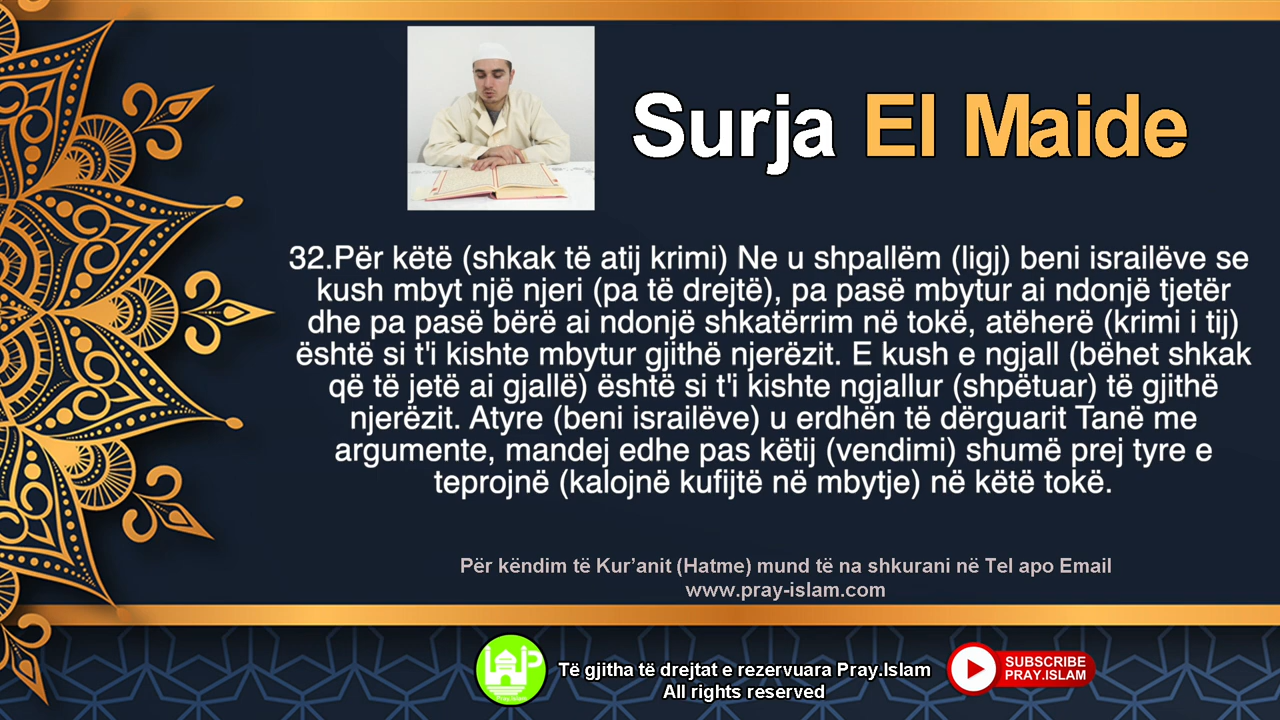 Surja El Maide
32.Për këtë (shkak të atij krimi) Ne u shpallëm (ligj) beni israilëve se
kush mbyt një njeri (pa të drejtë), pa pasë mbytur ai ndonjë tjetër
dhe pa pasë bërë ai ndonjë shkatërrim në tokë, atëherë (krimi i tij)
është si t'i kishte mbytur gjithë njerëzit. E kush e ngjall (bëhet shkak
që të jetë ai gjallë) është si t'i kishte ngjallur (shpëtuar) të gjithë
njerëzit. Atyre (beni israilëve) u erdhën të dërguarit Tanë me
argumente, mandej edhe pas këtij (vendimi) shumë prej tyre e
teprojnë (kalojnë kufijtë në mbytje) në këtë tokë.
Për këndim të Kur’anit (Hatme) mund të na shkurani në Tel apo Email
www.pray-islam.com
Pray.Islam
Të gjiitha të drejtat e rezervuara Pray.Islam
All rights reserved
SUBSCRIBE
PRAY.ISLAM